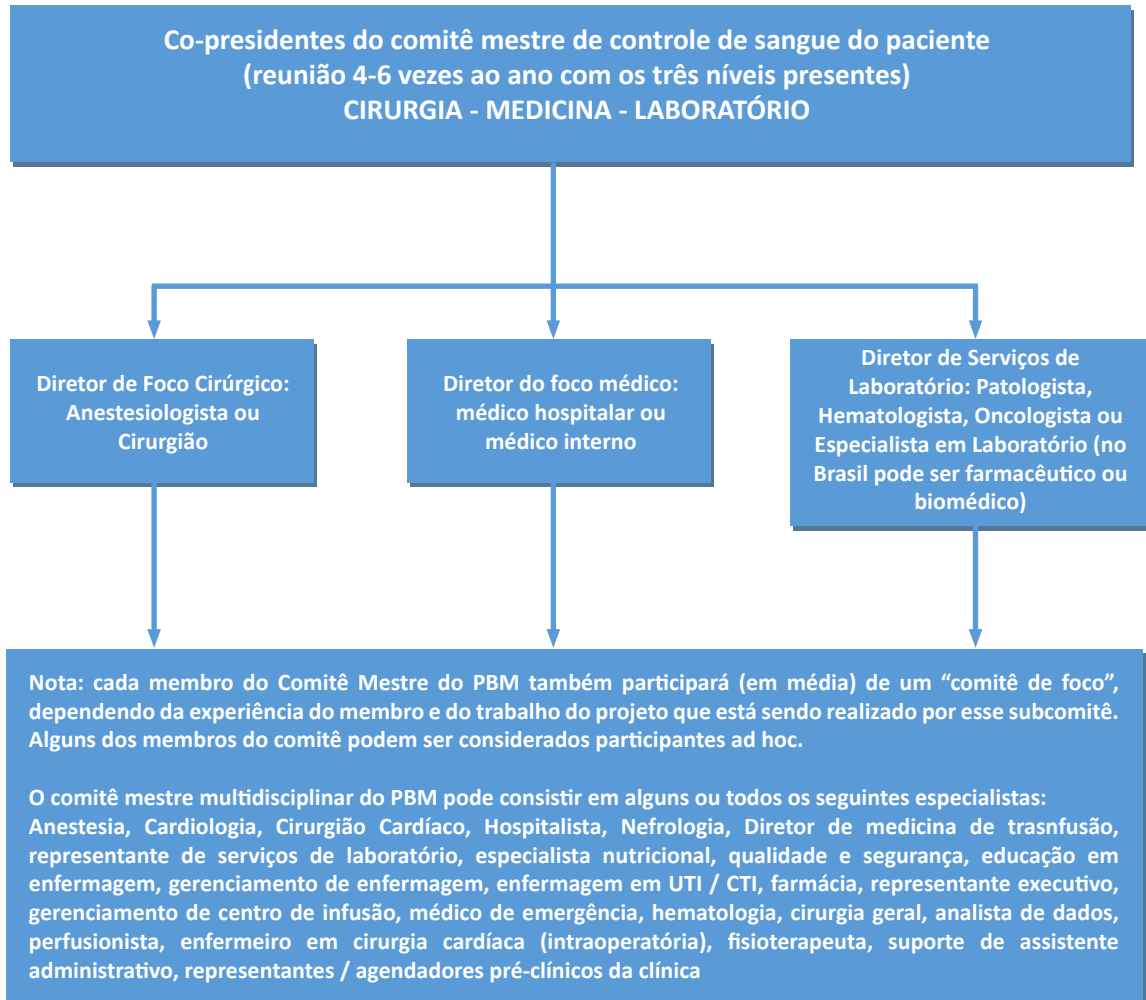 Co-presidentes do comitê mestre de controle de sangue do paciente
(reunião 4-6 vezes ao ano com os três níveis presentes)
CIRURGIA - MEDICINA - LABORATÓRIO
Diretor de Foco Cirúrgico:
Anestesiologista ou
Cirurgião
Diretor do foco médico:
médico hospitalar ou
médico interno
Diretor de Serviços de
Laboratório: Patologista,
Hematologista, Oncologista ou
Especialista em Laboratório (no
Brasil pode ser farmacêutico ou
biomédico)
Nota: cada membro do Comitê Mestre do PBM também participará (em média) de um “comitê de foco”,
dependendo da experiência do membro e do trabalho do projeto que está sendo realizado por esse subcomitê.
Alguns dos membros do comitê podem ser considerados participantes ad hoc.
O comitê mestre multidisciplinar do PBM pode consistir em alguns ou todos os seguintes especialistas:
Anestesia, Cardiologia, Cirurgião Cardíaco, Hospitalista, Nefrologia, Diretor de medicina de trasnfusão,
representante de serviços de laboratório, especialista nutricional, qualidade e segurança, educação em
enfermagem, gerenciamento de enfermagem, enfermagem em UTI / CTI, farmácia, representante executivo,
gerenciamento de centro de infusão, médico de emergência, hematologia, cirurgia geral, analista de dados,
perfusionista, enfermeiro em cirurgia cardíaca (intraoperatória), fisioterapeuta, suporte de assistente
administrativo, representantes / agendadores pré-clínicos da clínica